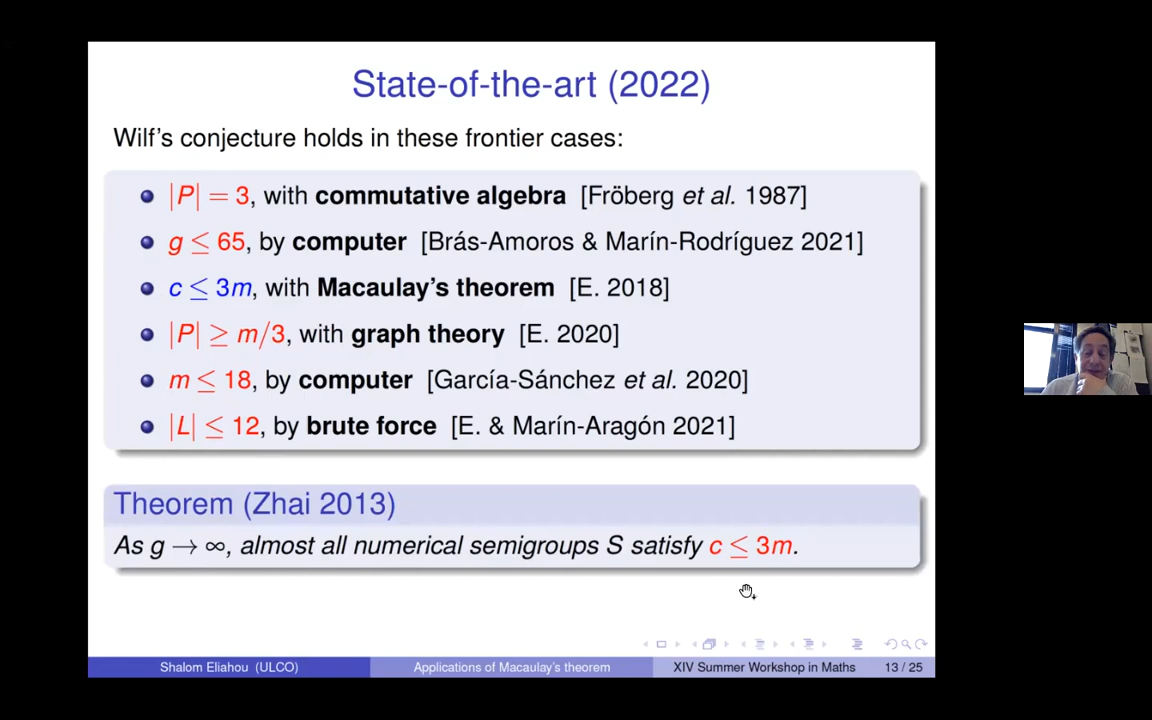 State-of-the-art (2022)
Wilf's conjecture holds in these frontier cases:
|P| = 3, with commutative algebra [Fröberg et al. 1987]
g ≤ 65, by computer [Brás-Amoros & Marín-Rodríguez 2021]
c ≤ 3m, with Macaulay's theorem [E. 2018]
|P| ≥ m/3, with graph theory [E. 2020]
m ≤ 18, by computer [García-Sánchez et al. 2020]
|L| ≤ 12, by brute force [E. & Marín-Aragón 2021]
Theorem (Zhai 2013)
As g → ∞, almost all numerical semigroups S satisfy c ≤ 3m.
Shalom Eliahou (ULCO) Applications of Macaulay's theorem XIV Summer Workshop in Maths 13 / 25